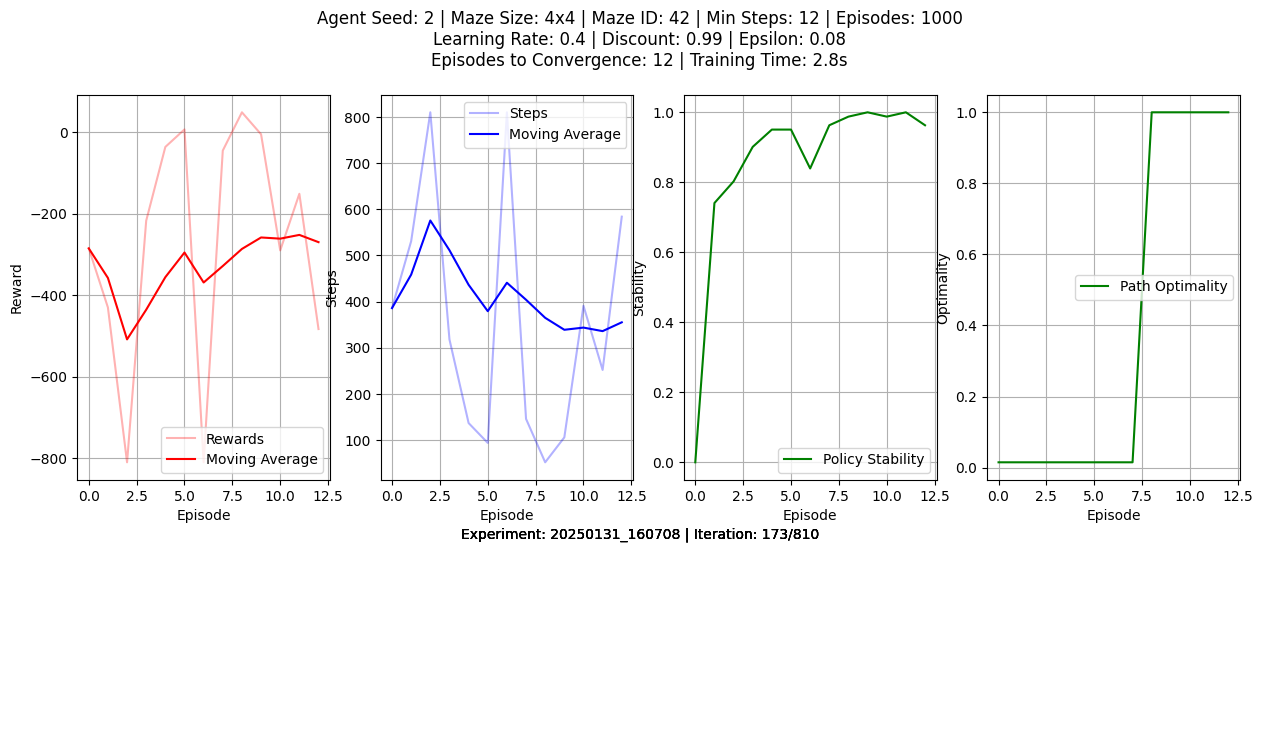 Agent Seed: 2 | Maze Size: 4x4 | Maze ID: 42 | Min Steps: 12 | Episodes: 1000
Learning Rate: 0.4 | Discount: 0.99 | Epsilon: 0.08
Episodes to Convergence: 12 | Training Time: 2.8s
Reward
0
−200
−400
−600
−800
0.0 2.5 5.0 7.5 10.0 12.5
Episode
Rewards
Moving Average
Steps
800
700
600
500
400
300
200
100
0.0 2.5 5.0 7.5 10.0 12.5
Episode
Steps
Moving Average
Stability
1.0
0.8
0.6
0.4
0.2
0.0
0.0 2.5 5.0 7.5 10.0 12.5
Episode
Policy Stability
Optimality
1.0
0.8
0.6
0.4
0.2
0.0
0.0 2.5 5.0 7.5 10.0 12.5
Episode
Path Optimality
Experiment: 20250131_160708 | Iteration: 173/810